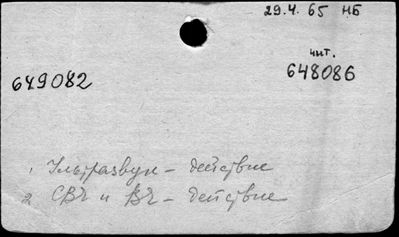 29.4.65 НБ
чит.
649082
648086
1 Ультразвук – действие
2 СВЧ и ВЧ – действие